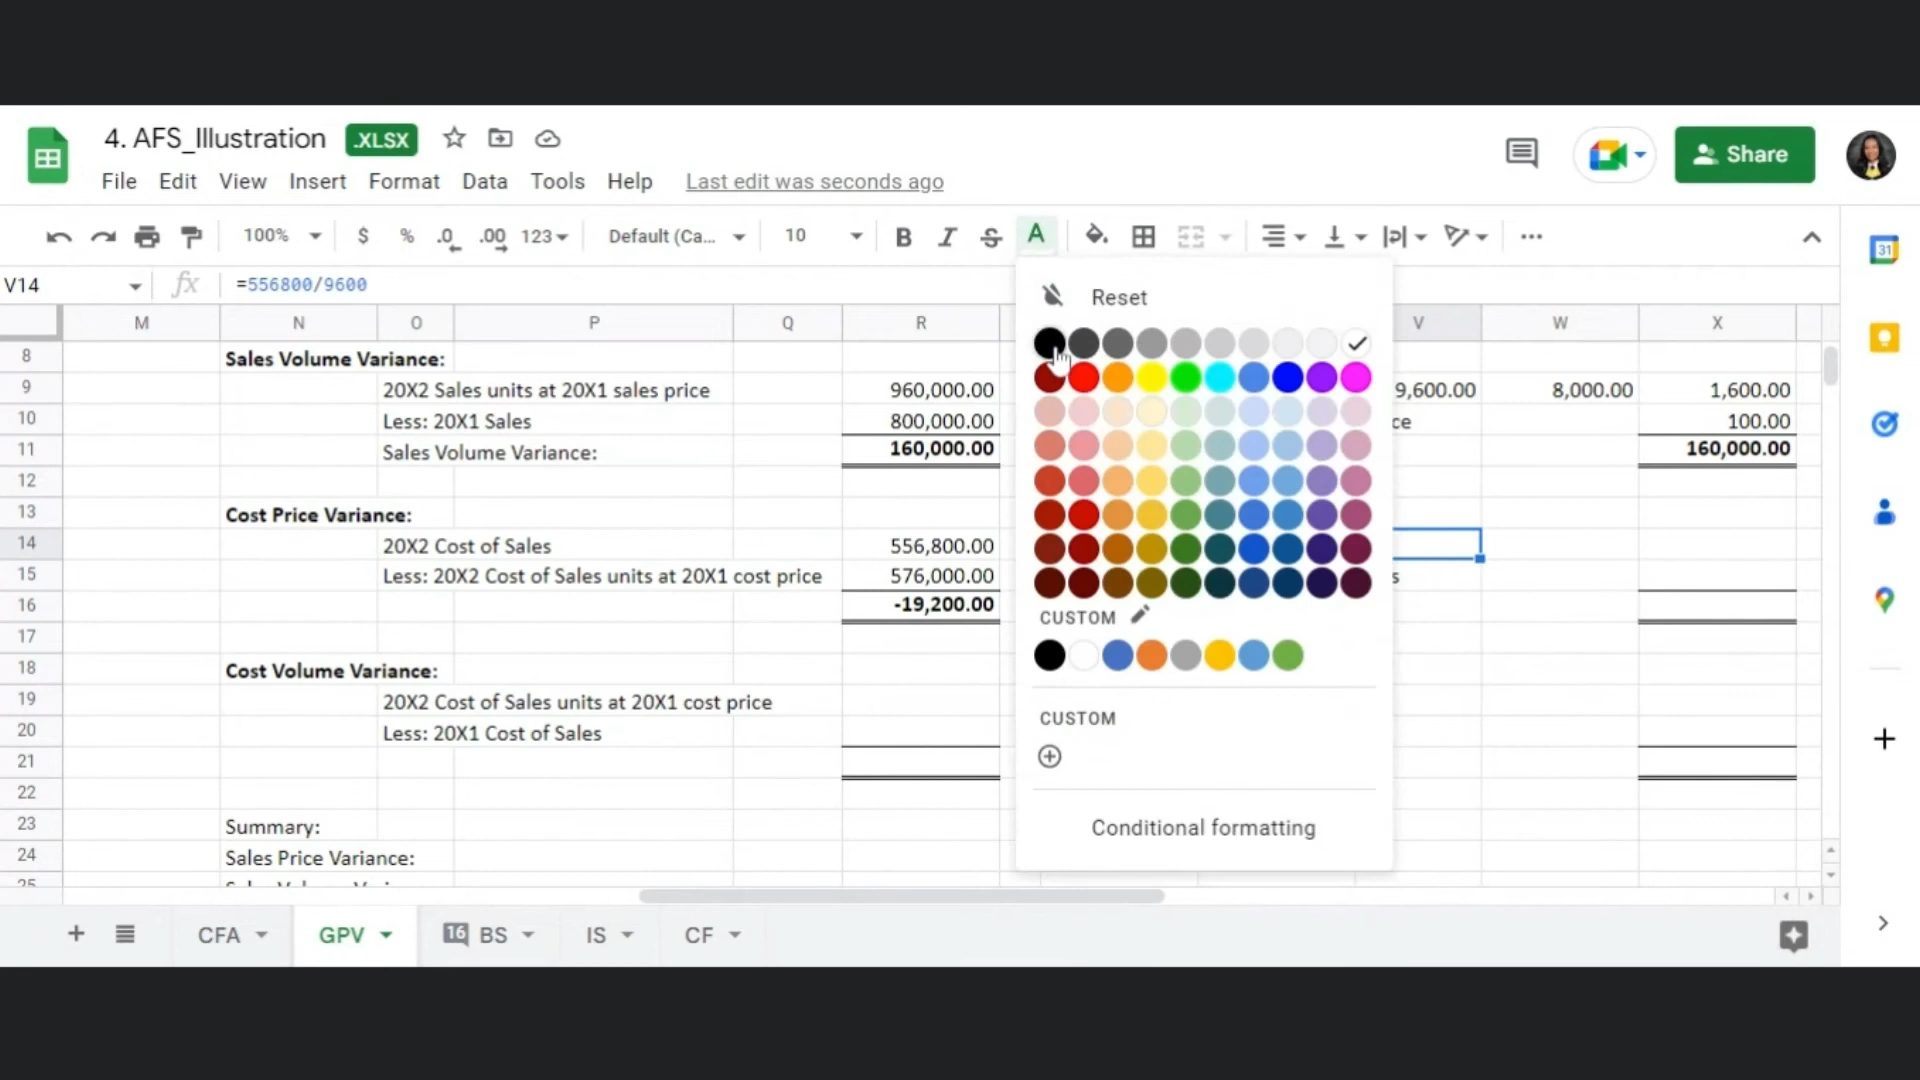 4. AFS_Illustration .XLSX
Share
File Edit View Insert Format Data Tools Help Last edit was seconds ago
100% $ % .0 .00 123 Default (Ca... 10 B I S A
31
V14 fx =556800/9600
M N O P Q R V W X
Reset
8 Sales Volume Variance:
9 20X2 Sales units at 20X1 sales price 960,000.00 9,600.00 8,000.00 1,600.00
10 Less: 20X1 Sales 800,000.00 ce 100.00
11 Sales Volume Variance: 160,000.00 160,000.00
12
13 Cost Price Variance:
14 20X2 Cost of Sales 556,800.00
15 Less: 20X2 Cost of Sales units at 20X1 cost price 576,000.00 s
16 -19,200.00
CUSTOM
17
18 Cost Volume Variance:
19 20X2 Cost of Sales units at 20X1 cost price
CUSTOM
20 Less: 20X1 Cost of Sales
21
22
23 Summary:
Conditional formatting
24 Sales Price Variance:
25
+ CFA GPV 16 BS IS CF